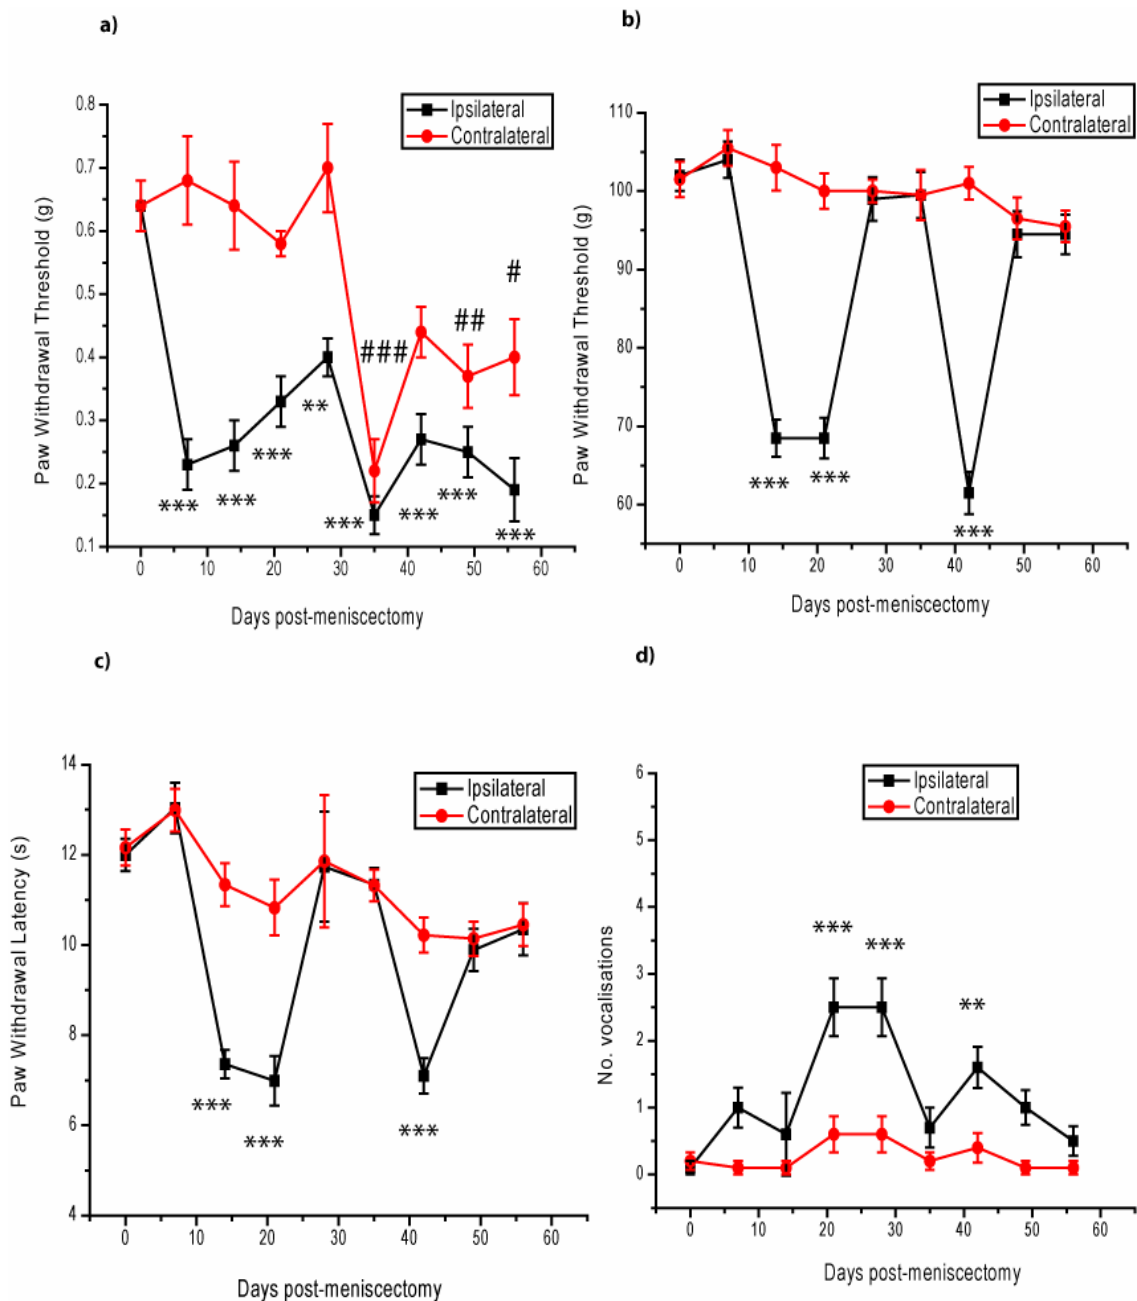 a)
Ipsilateral
Contralateral
Paw Withdrawal Threshold (g)
0.8
0.7
0.6
0.5
0.4
0.3
0.2
0.1
#
##
###
**
***
***
***
***
***
***
***
0 10 20 30 40 50 60
Days post-meniscectomy
b)
Ipsilateral
Contralateral
Paw Withdrawal Threshold (g)
110
100
90
80
70
60
***
***
***
0 10 20 30 40 50 60
Days post-meniscectomy
c)
Ipsilateral
Contralateral
Paw Withdrawal Latency (s)
14
12
10
8
6
4
***
***
***
0 10 20 30 40 50 60
Days post-meniscectomy
d)
Ipsilateral
Contralateral
No. vocalisations
6
5
4
3
2
1
0
***
***
**
0 10 20 30 40 50 60
Days post-meniscectomy